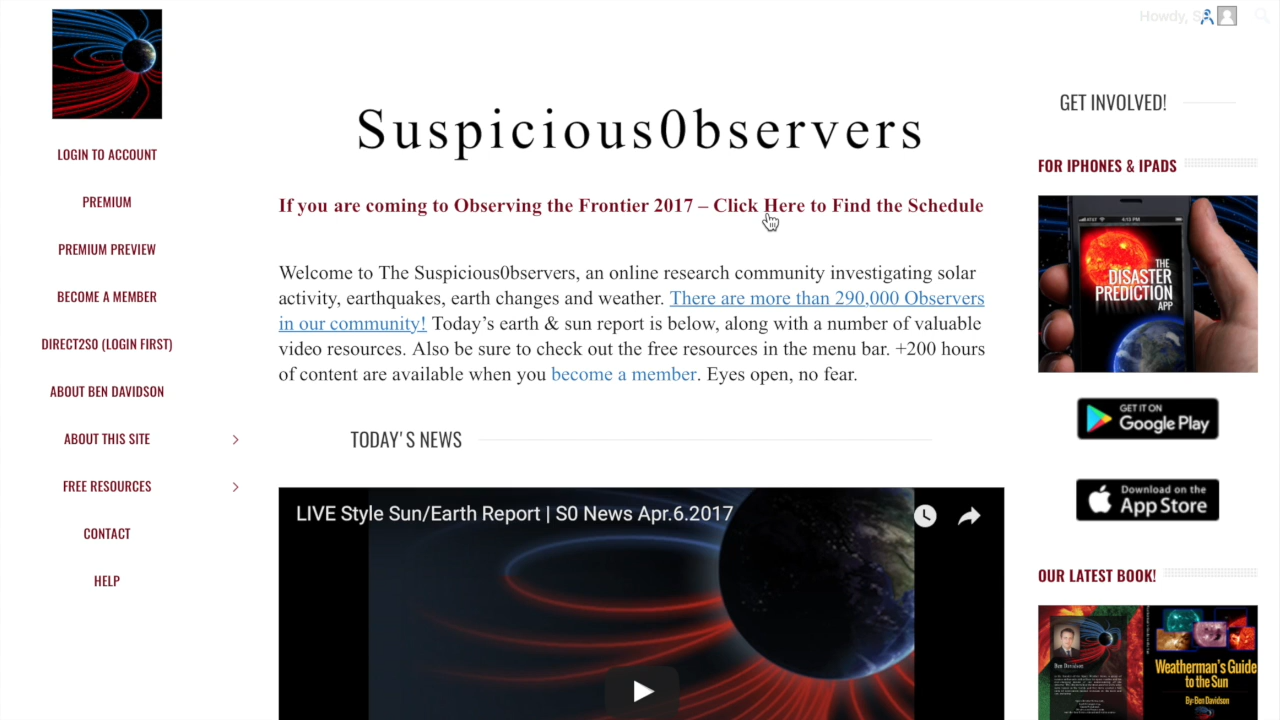 Howdy, S
LOGIN TO ACCOUNT
PREMIUM
PREMIUM PREVIEW
BECOME A MEMBER
DIRECT2S0 (LOGIN FIRST)
ABOUT BEN DAVIDSON
ABOUT THIS SITE
FREE RESOURCES
CONTACT
HELP
Suspicious0bservers
If you are coming to Observing the Frontier 2017 – Click Here to Find the Schedule
Welcome to The Suspicious0bservers, an online research community investigating solar
activity, earthquakes, earth changes and weather. There are more than 290,000 Observers
in our community! Today's earth & sun report is below, along with a number of valuable
video resources. Also be sure to check out the free resources in the menu bar. +200 hours
of content are available when you become a member. Eyes open, no fear.
TODAY'S NEWS
LIVE Style Sun/Earth Report | S0 News Apr.6.2017
GET INVOLVED!
FOR IPHONES & IPADS
4:13 PM
THE
DISASTER
PREDICTION
APP
GET IT ON
Google Play
Download on the
App Store
OUR LATEST BOOK!
Ben Davidson
Weatherman's Guide
to the Sun
By: Ben Davidson